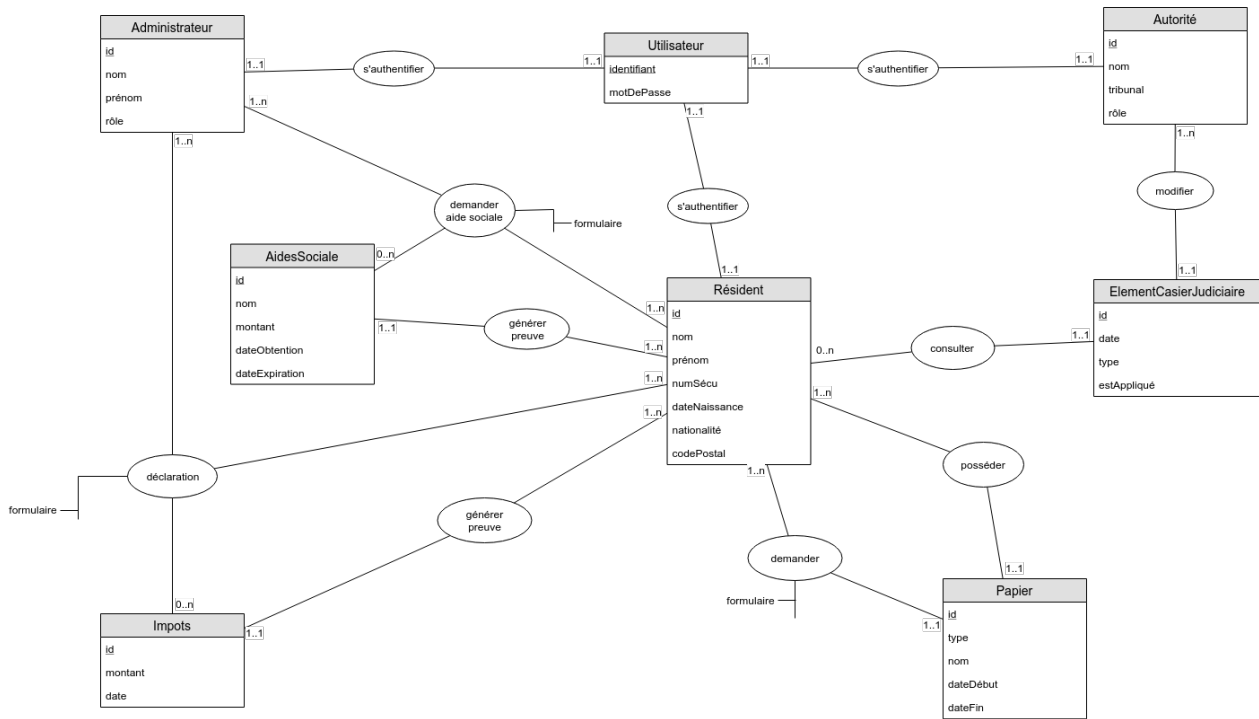 Administrateur
id
nom
prénom
rôle
1..1
s'authentifier
1..1
Utilisateur
identifiant
motDePasse
1..1
s'authentifier
1..1
Autorité
id
nom
tribunal
rôle
1..n
1..n
1..1
1..n
modifier
s'authentifier
demander
aide sociale
formulaire
0..n
AidesSociale
id
nom
montant
dateObtention
dateExpiration
1..1
générer
preuve
1..1
1..n
1..n
1..n
1..n
Résident
id
nom
prénom
numSécu
dateNaissance
nationalité
codePostal
0..n
consulter
1..1
1..1
ElementCasierJudiciaire
id
date
type
estAppliqué
1..n
posséder
1..n
déclaration
formulaire
générer
preuve
demander
formulaire
1..1
1..1
0..n
1..1
Impots
id
montant
date
Papier
id
type
nom
dateDébut
dateFin